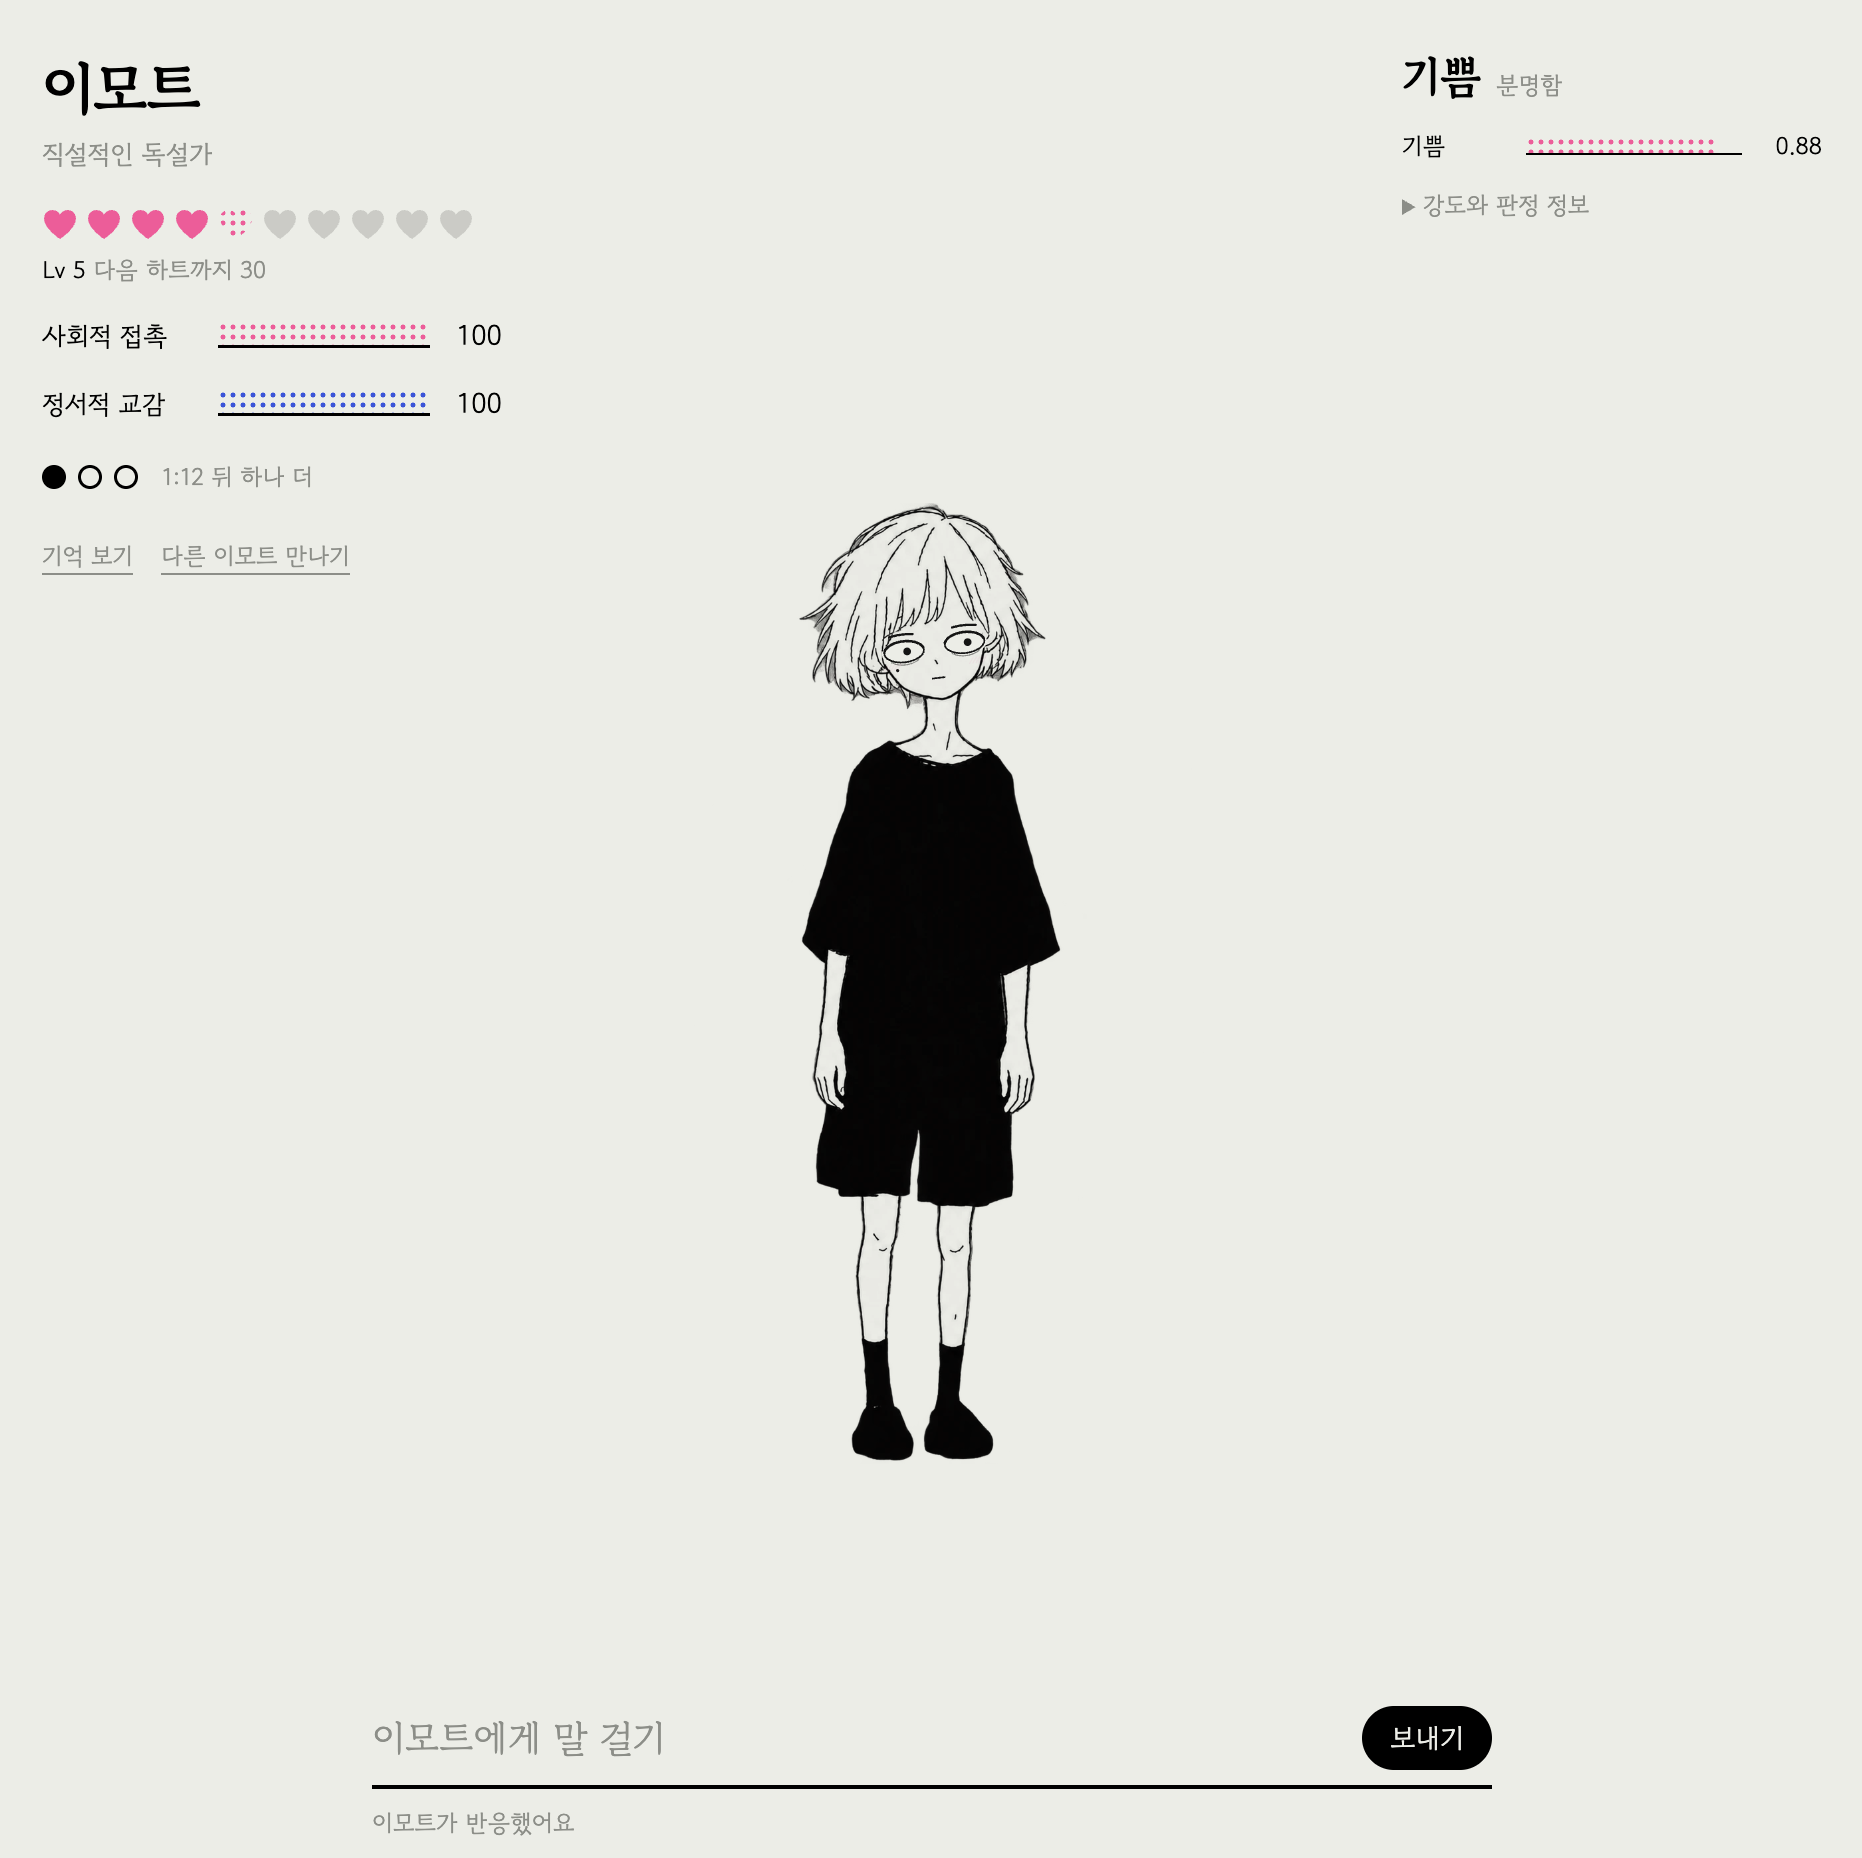 이모트
직설적인 독설가
Lv 5 다음 하트까지 30
사회적 접촉 100
정서적 교감 100
1:12 뒤 하나 더
기억 보기 다른 이모트 만나기
기쁨 분명함
기쁨 0.88
▶ 강도와 판정 정보
이모트에게 말 걸기
보내기
이모트가 반응했어요